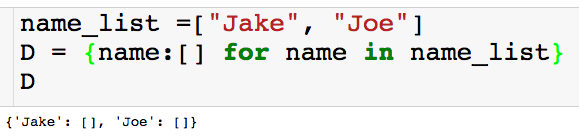 name_list =["Jake", "Joe"]
D = {name:[] for name in name_list}
D
{'Jake': [], 'Joe': []}